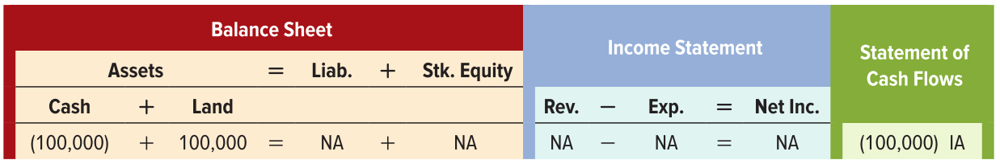 Balance Sheet
Income Statement
Statement of
Cash Flows
Assets = Liab. + Stk. Equity
Cash + Land
Rev. − Exp. = Net Inc.
(100,000) + 100,000 = NA + NA NA − NA = NA (100,000) IA